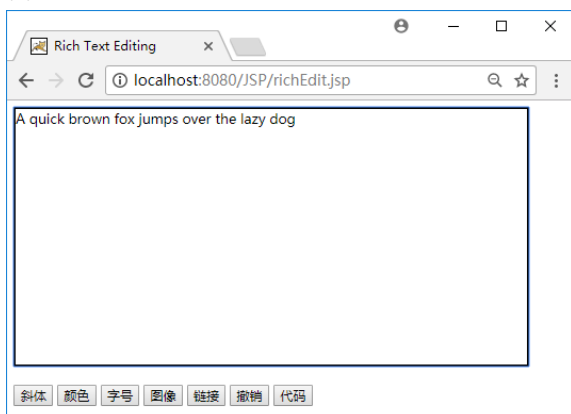 Rich Text Editing
localhost:8080/JSP/richEdit.jsp
A quick brown fox jumps over the lazy dog
斜体 颜色 字号 图像 链接 撤销 代码